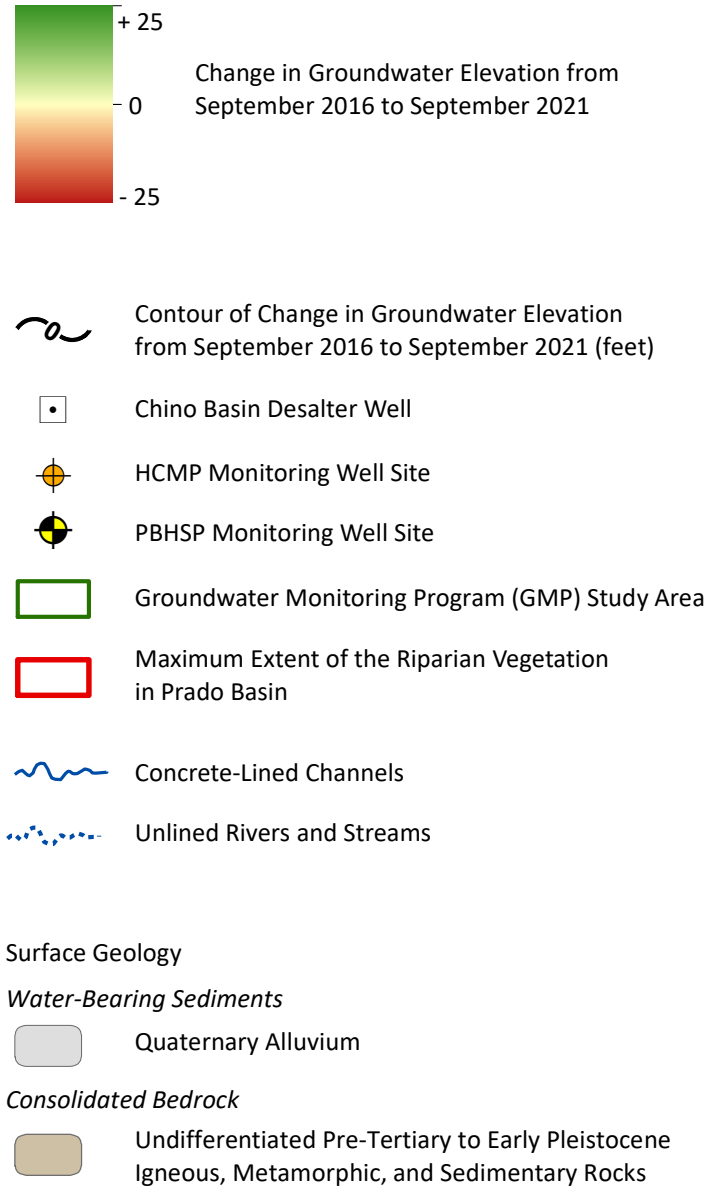 + 25
Change in Groundwater Elevation from
September 2016 to September 2021
0
- 25
0
Contour of Change in Groundwater Elevation
from September 2016 to September 2021 (feet)
Chino Basin Desalter Well
HCMP Monitoring Well Site
PBHSP Monitoring Well Site
Groundwater Monitoring Program (GMP) Study Area
Maximum Extent of the Riparian Vegetation
in Prado Basin
Concrete-Lined Channels
Unlined Rivers and Streams
Surface Geology
Water-Bearing Sediments
Quaternary Alluvium
Consolidated Bedrock
Undifferentiated Pre-Tertiary to Early Pleistocene
Igneous, Metamorphic, and Sedimentary Rocks